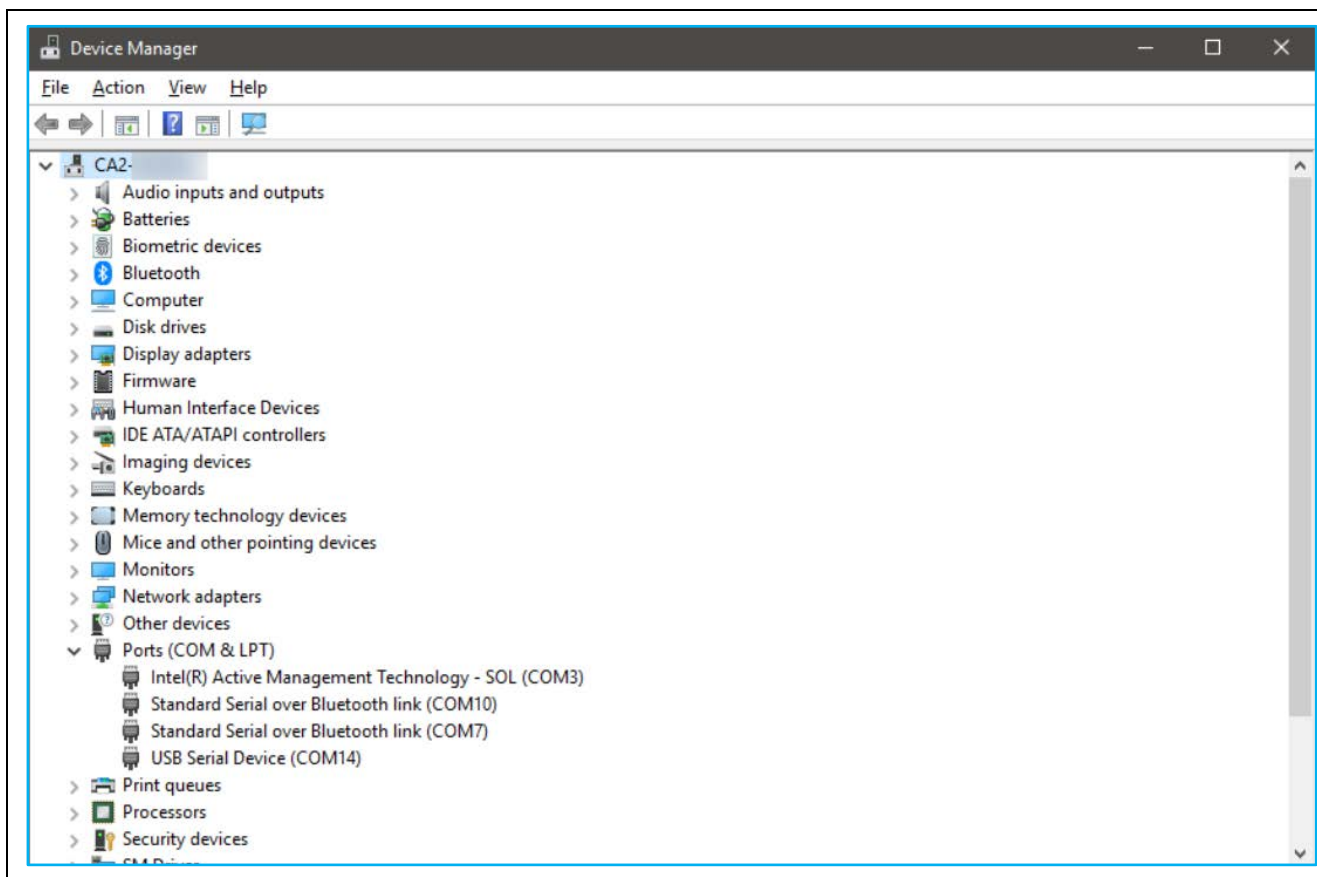 Device Manager
File Action View Help
CA2-
Audio inputs and outputs
Batteries
Biometric devices
Bluetooth
Computer
Disk drives
Display adapters
Firmware
Human Interface Devices
IDE ATA/ATAPI controllers
Imaging devices
Keyboards
Memory technology devices
Mice and other pointing devices
Monitors
Network adapters
Other devices
Ports (COM & LPT)
Intel(R) Active Management Technology - SOL (COM3)
Standard Serial over Bluetooth link (COM10)
Standard Serial over Bluetooth link (COM7)
USB Serial Device (COM14)
Print queues
Processors
Security devices